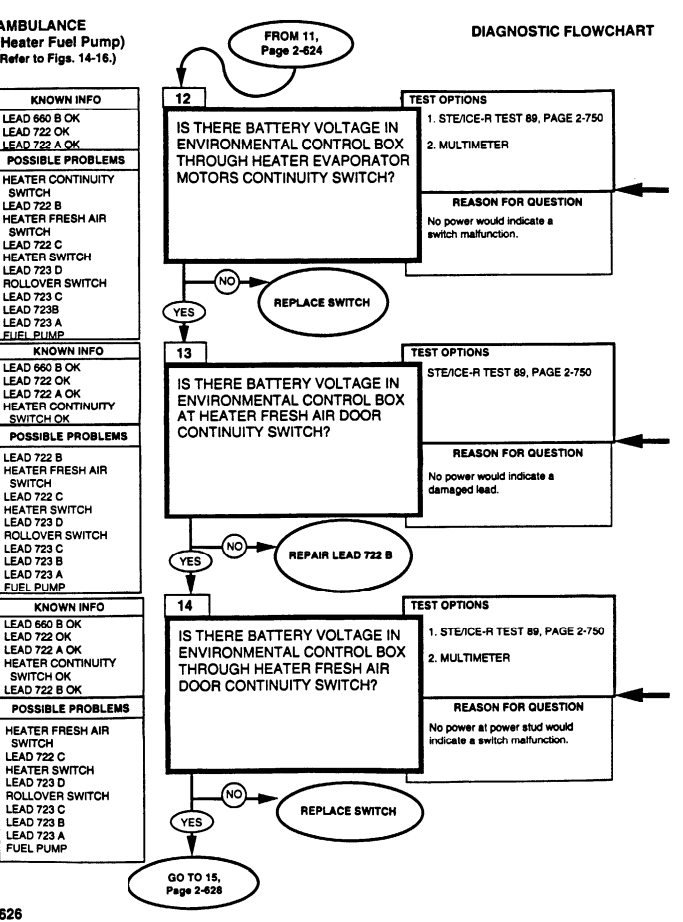 AMBULANCE
(Heater Fuel Pump)
(Refer to Figs. 14-16.)
FROM 11,
Page 2-624
DIAGNOSTIC FLOWCHART
KNOWN INFO
LEAD 660 B OK
LEAD 722 OK
LEAD 722 A OK
POSSIBLE PROBLEMS
HEATER CONTINUITY
SWITCH
LEAD 722 B
HEATER FRESH AIR
SWITCH
LEAD 722 C
HEATER SWITCH
LEAD 723 D
ROLLOVER SWITCH
LEAD 723 C
LEAD 723B
LEAD 723 A
FUEL PUMP
12
IS THERE BATTERY VOLTAGE IN
ENVIRONMENTAL CONTROL BOX
THROUGH HEATER EVAPORATOR
MOTORS CONTINUITY SWITCH?
TEST OPTIONS
1. STE/ICE-R TEST 89, PAGE 2-750
2. MULTIMETER
REASON FOR QUESTION
No power would indicate a
switch malfunction.
NO
REPLACE SWITCH
YES
KNOWN INFO
LEAD 660 B OK
LEAD 722 OK
LEAD 722 A OK
HEATER CONTINUITY
SWITCH OK
POSSIBLE PROBLEMS
LEAD 722 B
HEATER FRESH AIR
SWITCH
LEAD 722 C
HEATER SWITCH
LEAD 723 D
ROLLOVER SWITCH
LEAD 723 C
LEAD 723 B
LEAD 723 A
FUEL PUMP
13
IS THERE BATTERY VOLTAGE IN
ENVIRONMENTAL CONTROL BOX
AT HEATER FRESH AIR DOOR
CONTINUITY SWITCH?
TEST OPTIONS
STE/ICE-R TEST 89, PAGE 2-750
REASON FOR QUESTION
No power would indicate a
damaged lead.
NO
REPAIR LEAD 722 B
YES
KNOWN INFO
LEAD 660 B OK
LEAD 722 OK
LEAD 722 A OK
HEATER CONTINUITY
SWITCH OK
LEAD 722 B OK
POSSIBLE PROBLEMS
HEATER FRESH AIR
SWITCH
LEAD 722 C
HEATER SWITCH
LEAD 723 D
ROLLOVER SWITCH
LEAD 723 C
LEAD 723 B
LEAD 723 A
FUEL PUMP
14
IS THERE BATTERY VOLTAGE IN
ENVIRONMENTAL CONTROL BOX
THROUGH HEATER FRESH AIR
DOOR CONTINUITY SWITCH?
TEST OPTIONS
1. STE/ICE-R TEST 89, PAGE 2-750
2. MULTIMETER
REASON FOR QUESTION
No power at power stud would
indicate a switch malfunction.
NO
REPLACE SWITCH
YES
GO TO 15,
Page 2-628
626